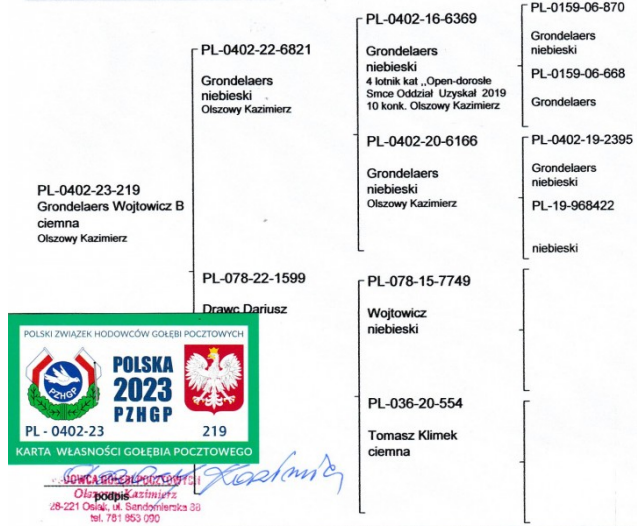 PL-0402-23-219
Grondelaers Wojtowicz B
ciemna
Olszowy Kazimierz
PL-0402-22-6821
Grondelaers
niebieski
Olszowy Kazimierz
PL-078-22-1599
Drawc Dariusz
PL-0402-16-6369
Grondelaers
niebieski
4 lotnik kat ,,Open-dorosłe
Smce Oddział Uzyskał 2019
10 konk. Olszowy Kazimierz
PL-0402-20-6166
Grondelaers
niebieski
Olszowy Kazimierz
PL-078-15-7749
Wojtowicz
niebieski
PL-036-20-554
Tomasz Klimek
ciemna
PL-0159-06-870
Grondelaers
niebieski
PL-0159-06-668
Grondelaers
PL-0402-19-2395
Grondelaers
niebieski
PL-19-968422
niebieski
POLSKI ZWIĄZEK HODOWCÓW GOŁĘBI POCZTOWYCH
PZHGP
POLSKA
2023
PZHGP
PL - 0402-23
219
KARTA WŁASNOŚCI GOŁĘBIA POCZTOWEGO
Kazimierz
podpis
28-221 Osiek, ul. Sandomierska 38
tel. 781 853 090